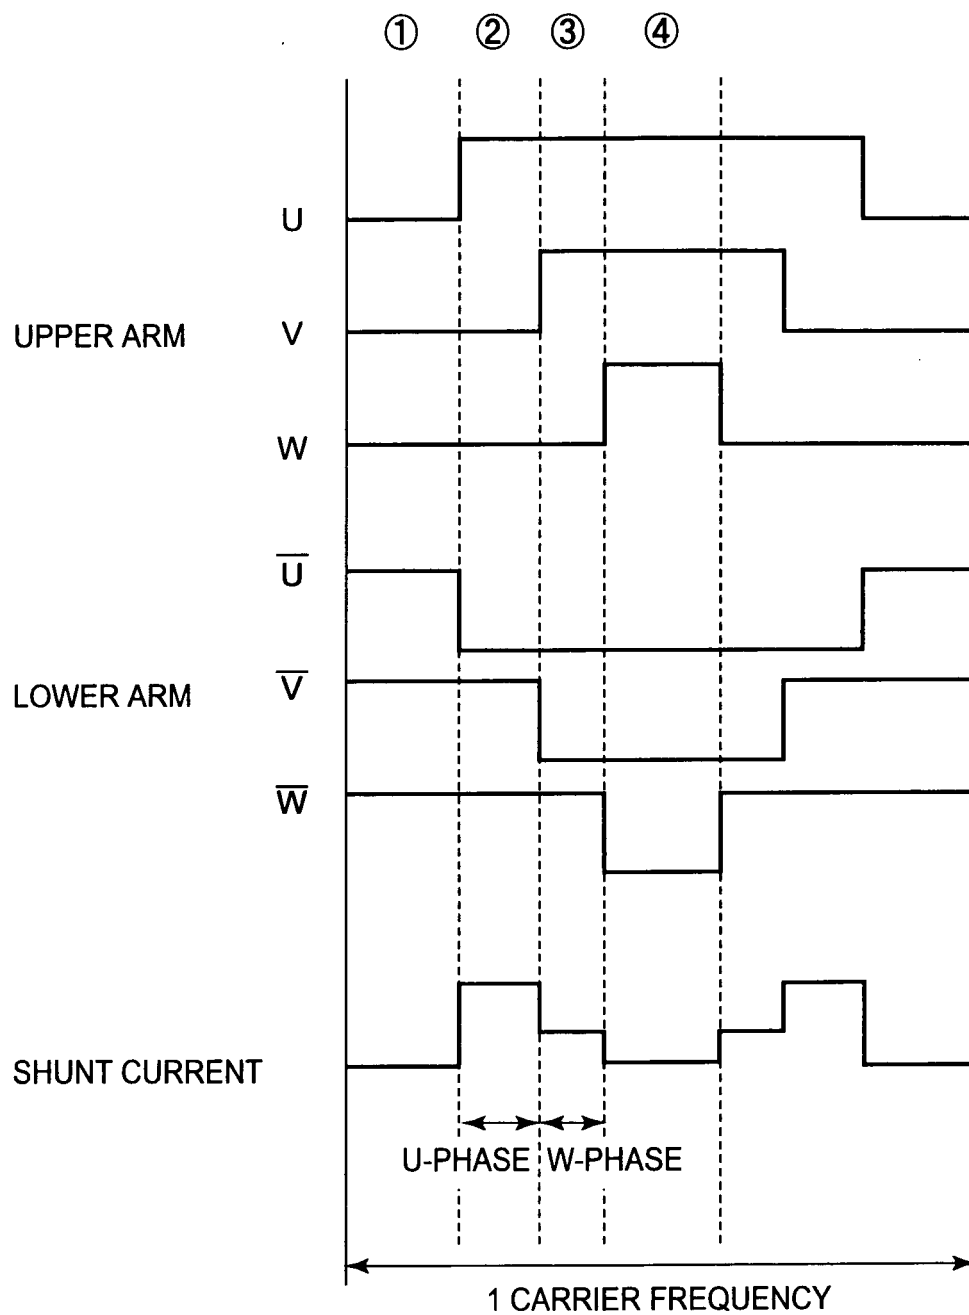 ① ② ③ ④
U
UPPER ARM
V
W
U̅
LOWER ARM
V̅
W̅
SHUNT CURRENT
U-PHASE
W-PHASE
1 CARRIER FREQUENCY